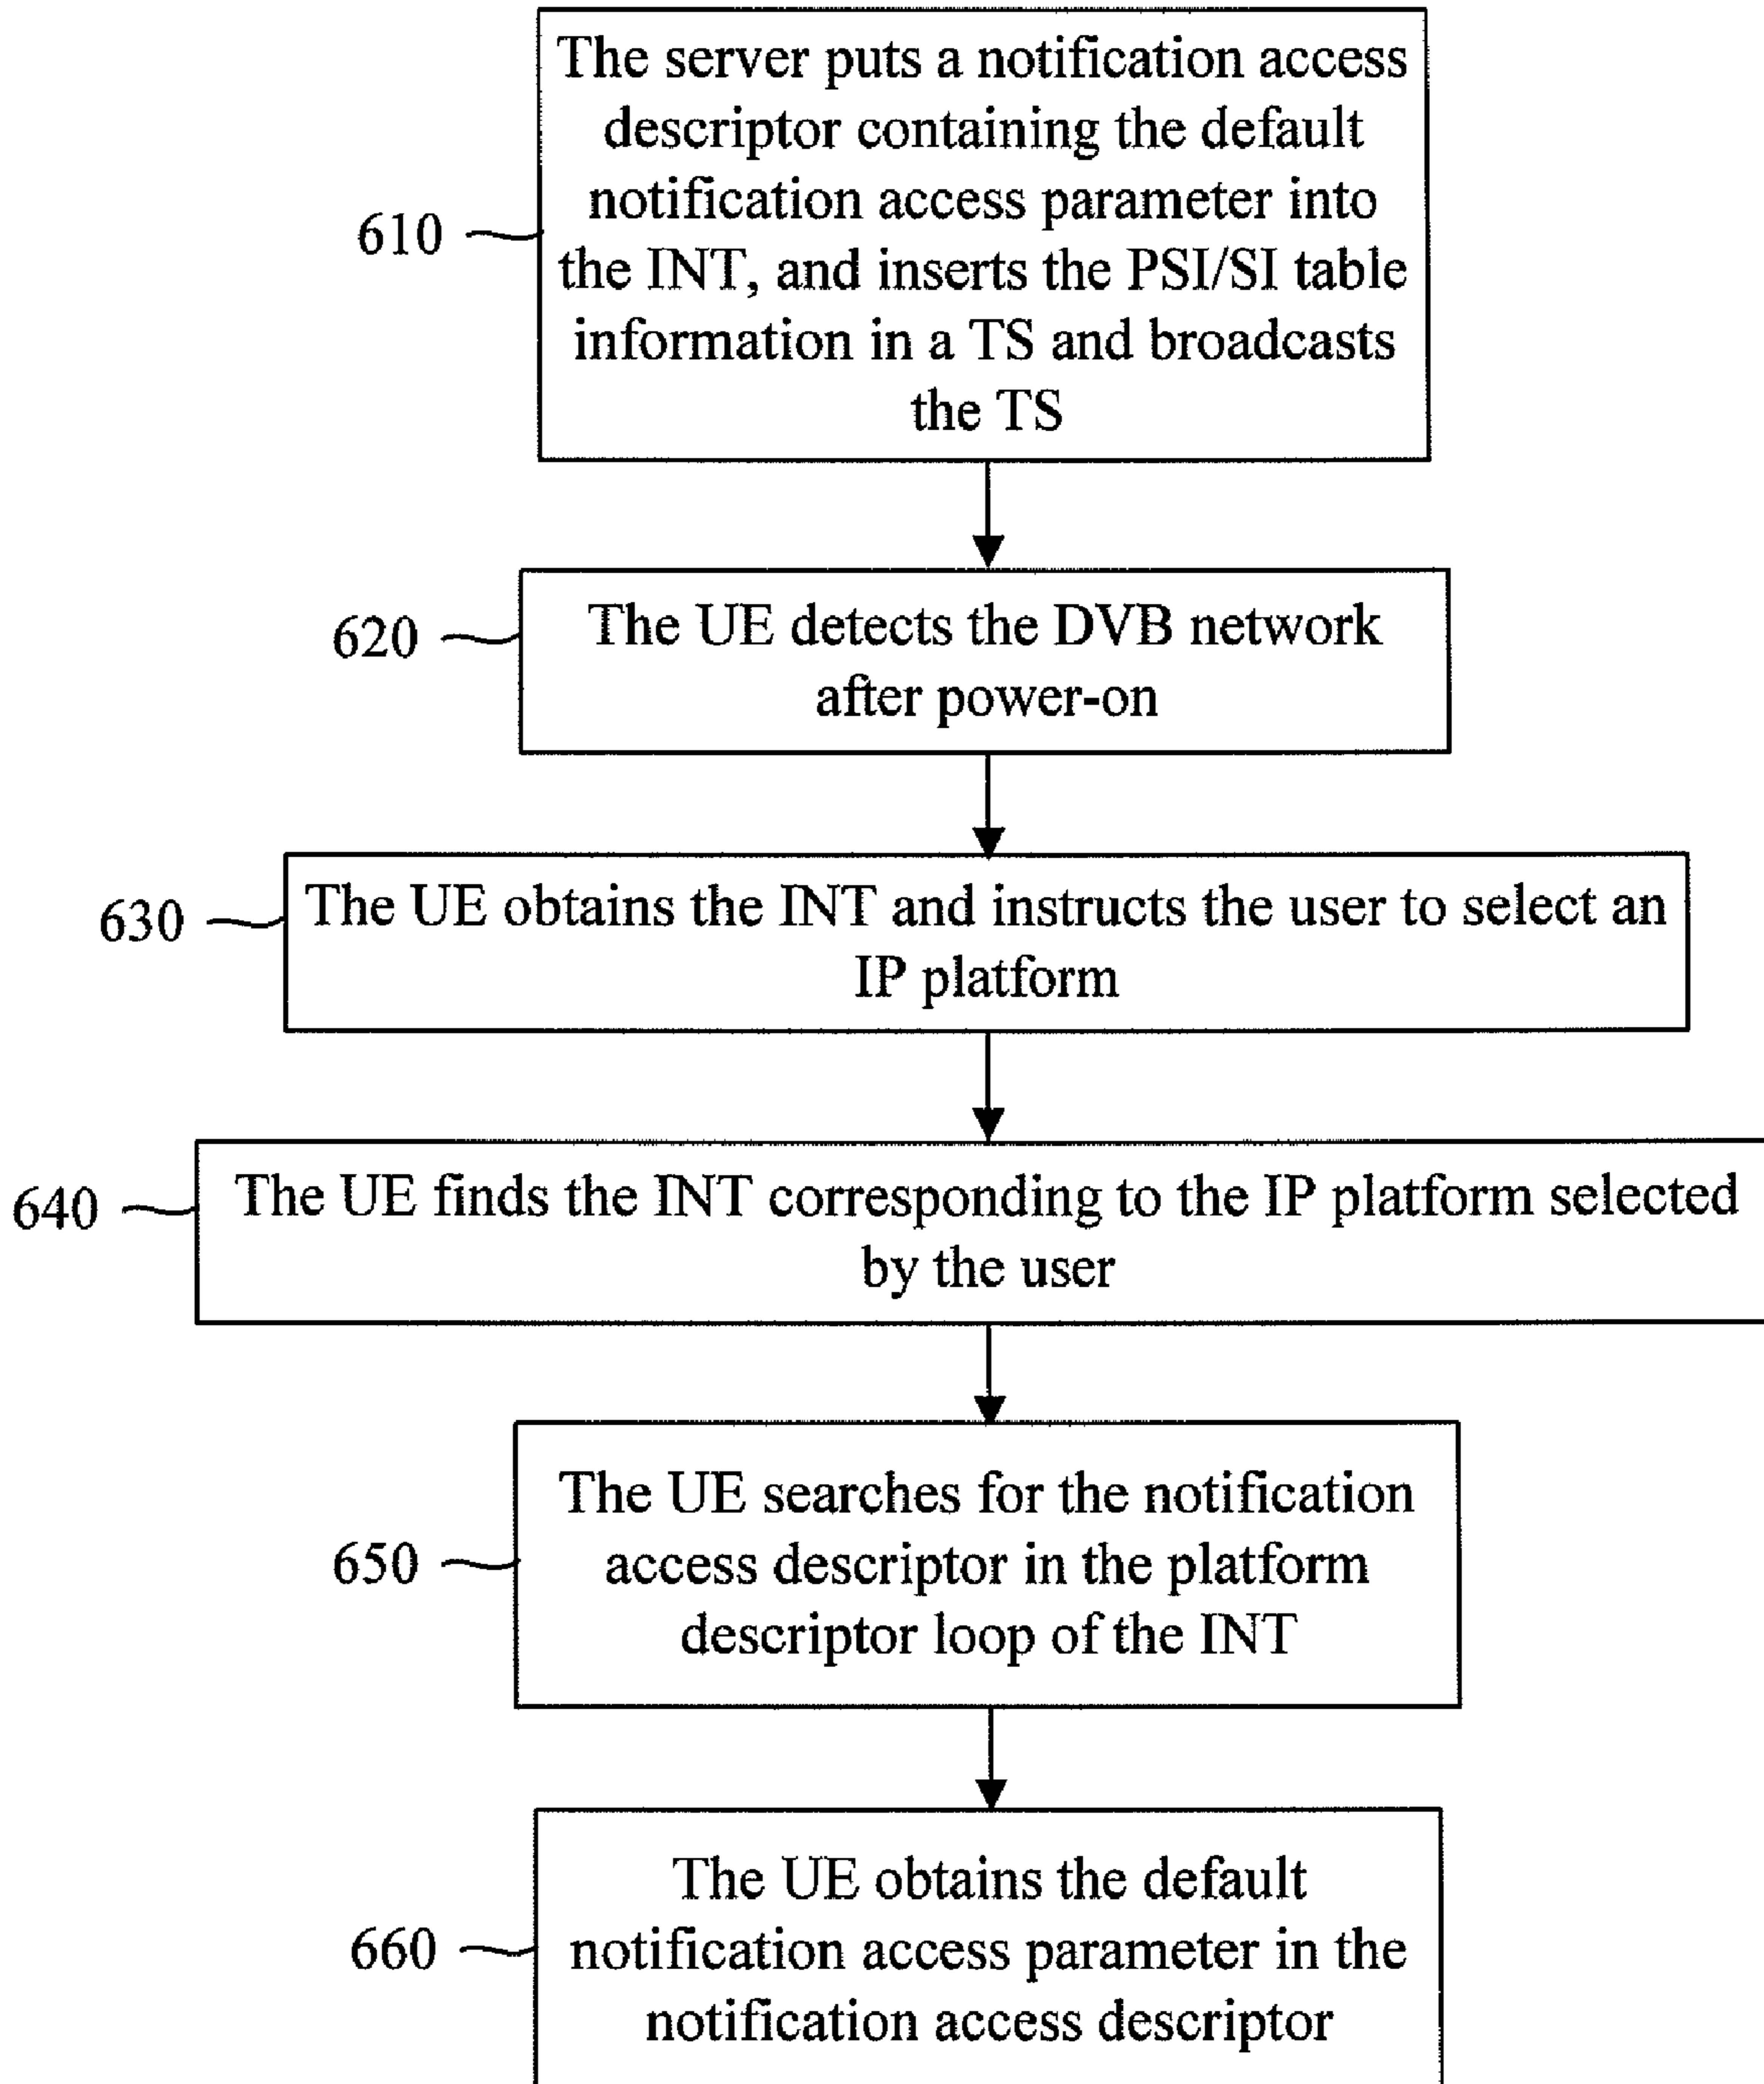 The server puts a notification access
descriptor containing the default
notification access parameter into
the INT, and inserts the PSI/SI table
information in a TS and broadcasts
the TS
610
The UE detects the DVB network
after power-on
620
The UE obtains the INT and instructs the user to select an
IP platform
630
The UE finds the INT corresponding to the IP platform selected
by the user
640
The UE searches for the notification
access descriptor in the platform
descriptor loop of the INT
650
The UE obtains the default
notification access parameter in the
notification access descriptor
660